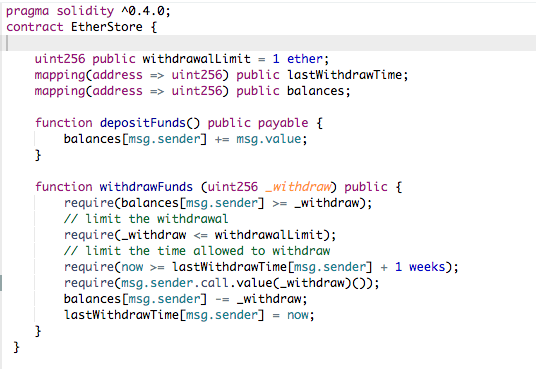 pragma solidity ^0.4.0;
contract EtherStore {
uint256 public withdrawalLimit = 1 ether;
mapping(address => uint256) public lastWithdrawTime;
mapping(address => uint256) public balances;
function depositFunds() public payable {
balances[msg.sender] += msg.value;
}
function withdrawFunds (uint256 _withdraw) public {
require(balances[msg.sender] >= _withdraw);
// limit the withdrawal
require(_withdraw <= withdrawalLimit);
// limit the time allowed to withdraw
require(now >= lastWithdrawTime[msg.sender] + 1 weeks);
require(msg.sender.call.value(_withdraw)());
balances[msg.sender] -= _withdraw;
lastWithdrawTime[msg.sender] = now;
}
}